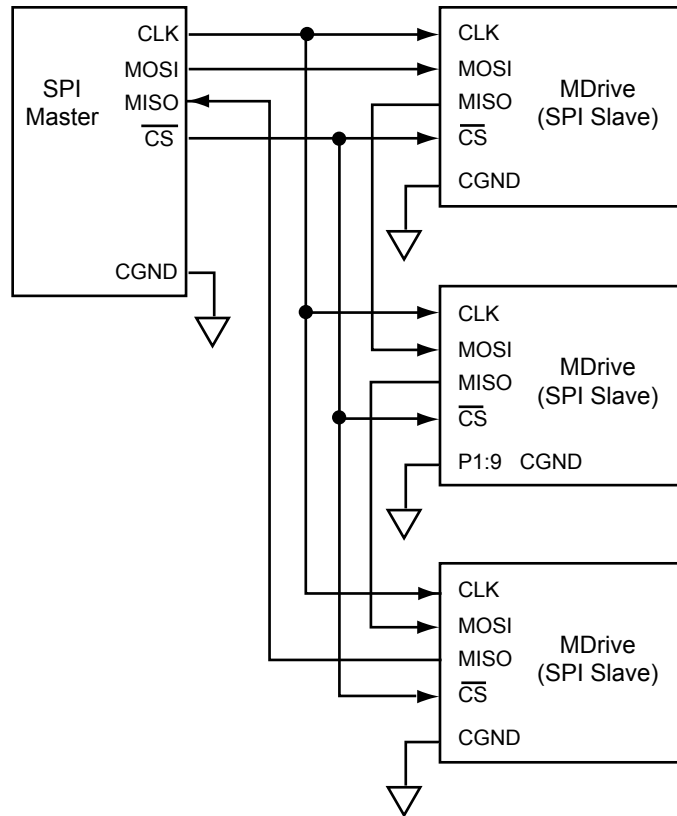 SPI
Master
CLK
MOSI
MISO
CS
CGND
CLK
MOSI
MISO
CS
CGND
MDrive
(SPI Slave)
CLK
MOSI
MISO
CS
P1:9 CGND
MDrive
(SPI Slave)
CLK
MOSI
MISO
CS
CGND
MDrive
(SPI Slave)